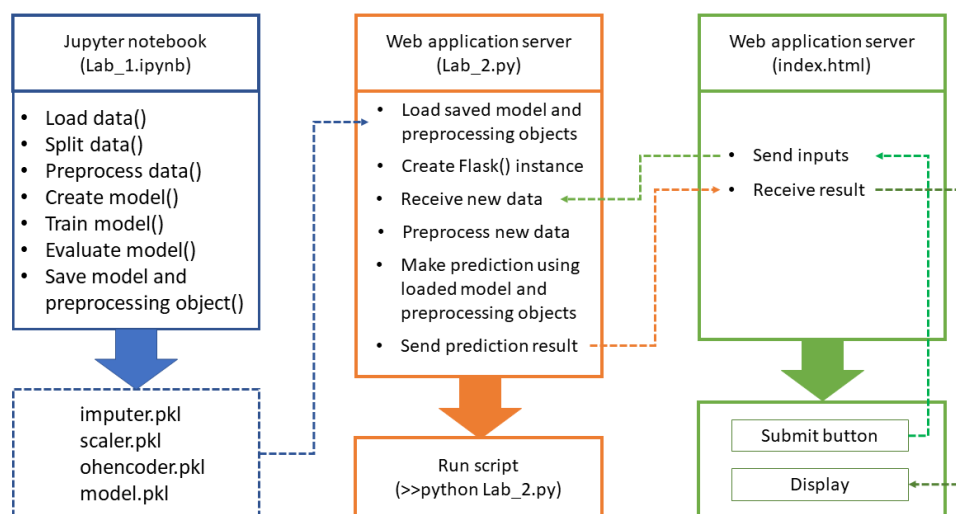 Jupyter notebook
(Lab_1.ipynb)
• Load data()
• Split data()
• Preprocess data()
• Create model()
• Train model()
• Evaluate model()
• Save model and
preprocessing object()
imputer.pkl
scaler.pkl
ohencoder.pkl
model.pkl
Web application server
(Lab_2.py)
• Load saved model and
preprocessing objects
• Create Flask() instance
• Receive new data
• Preprocess new data
• Make prediction using
loaded model and
preprocessing objects
• Send prediction result
Run script
(>>python Lab_2.py)
Web application server
(index.html)
• Send inputs
• Receive result
Submit button
Display